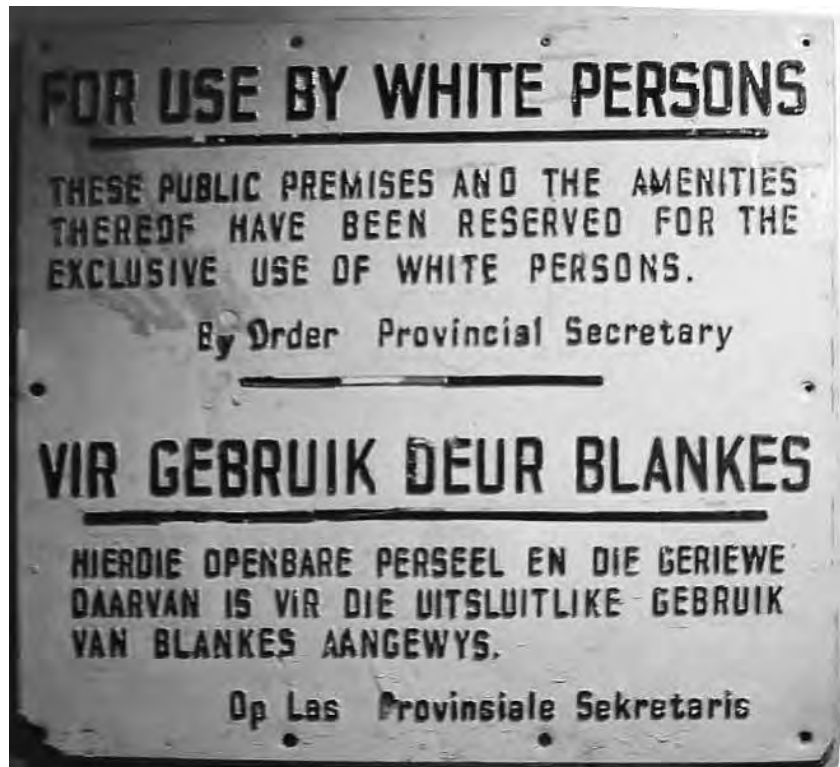 FOR USE BY WHITE PERSONS
THESE PUBLIC PREMISES AND THE AMENITIES
THEREOF HAVE BEEN RESERVED FOR THE
EXCLUSIVE USE OF WHITE PERSONS.
By Order Provincial Secretary
VIR GEBRUIK DEUR BLANKES
HIERDIE OPENBARE PERSEEL EN DIE GERIEWE
DAARVAN IS VIR DIE UITSLUITLIKE GEBRUIK
VAN BLANKES AANGEWYS.
Op Las Provinsiale Sekretaris